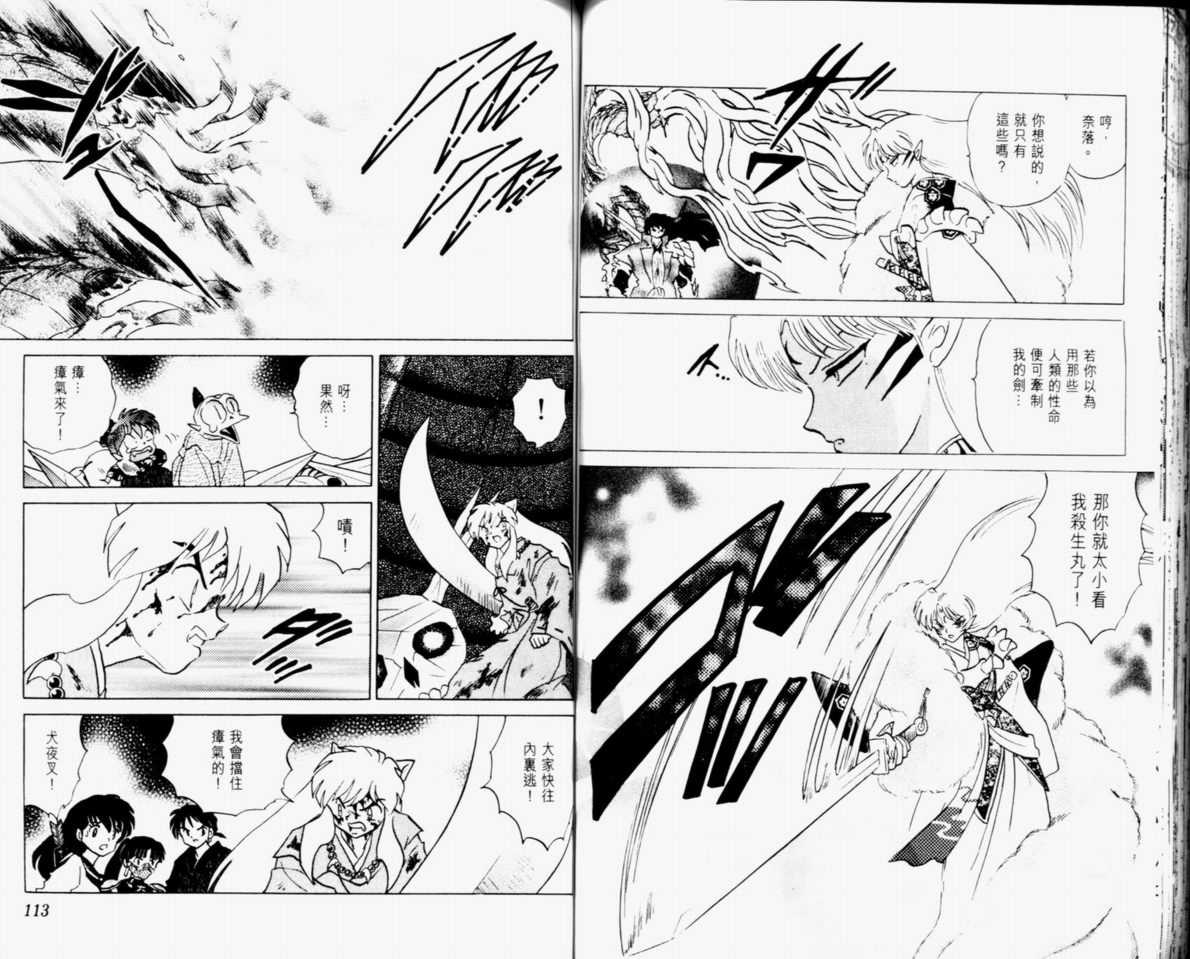 哼．
奈落。
你想説的，
就只有
這些嗎？
若你以為
用那些
人類的性命
便可牽制
我的劍…
那你就太小看
我殺生丸了！
！
呀…
果然…
瘴…
瘴氣來了！
嘖！
大家快往
內裏逃！
我會擋住
瘴氣的！
犬夜叉！
113